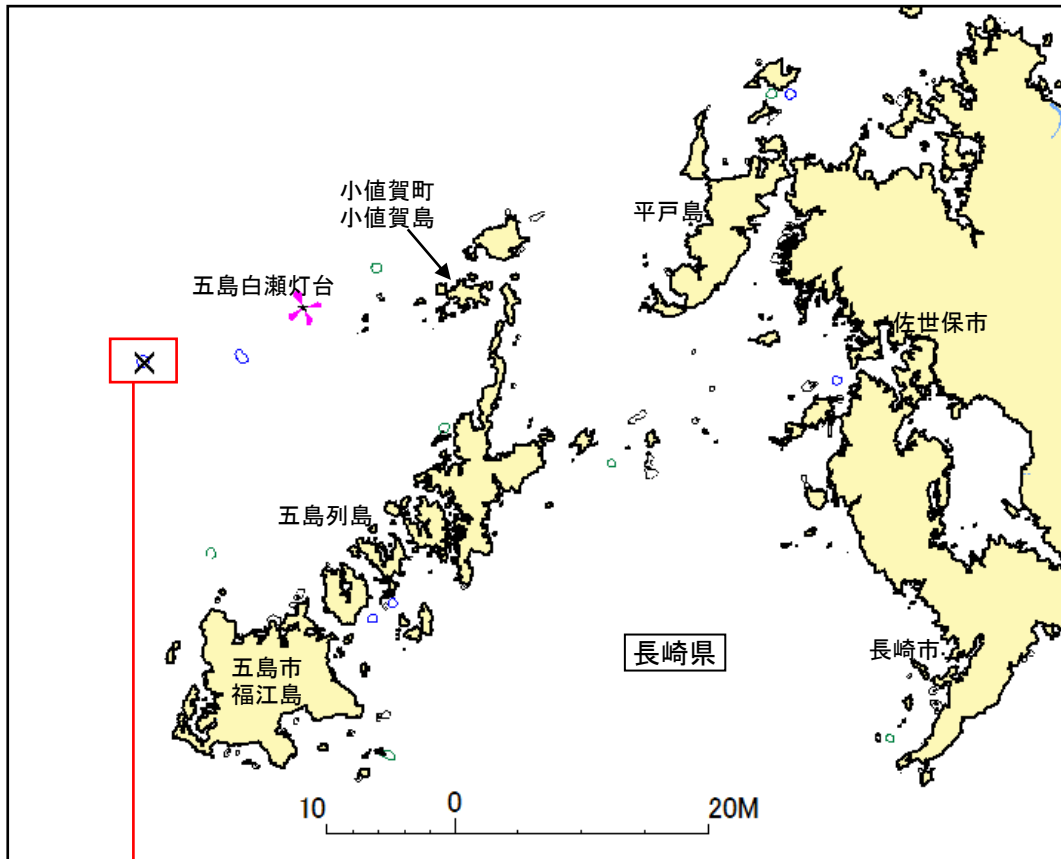 小値賀町
小値賀島
平戸島
五島白瀬灯台
佐世保市
五島列島
長崎県
長崎市
五島市
福江島
10 0 20M